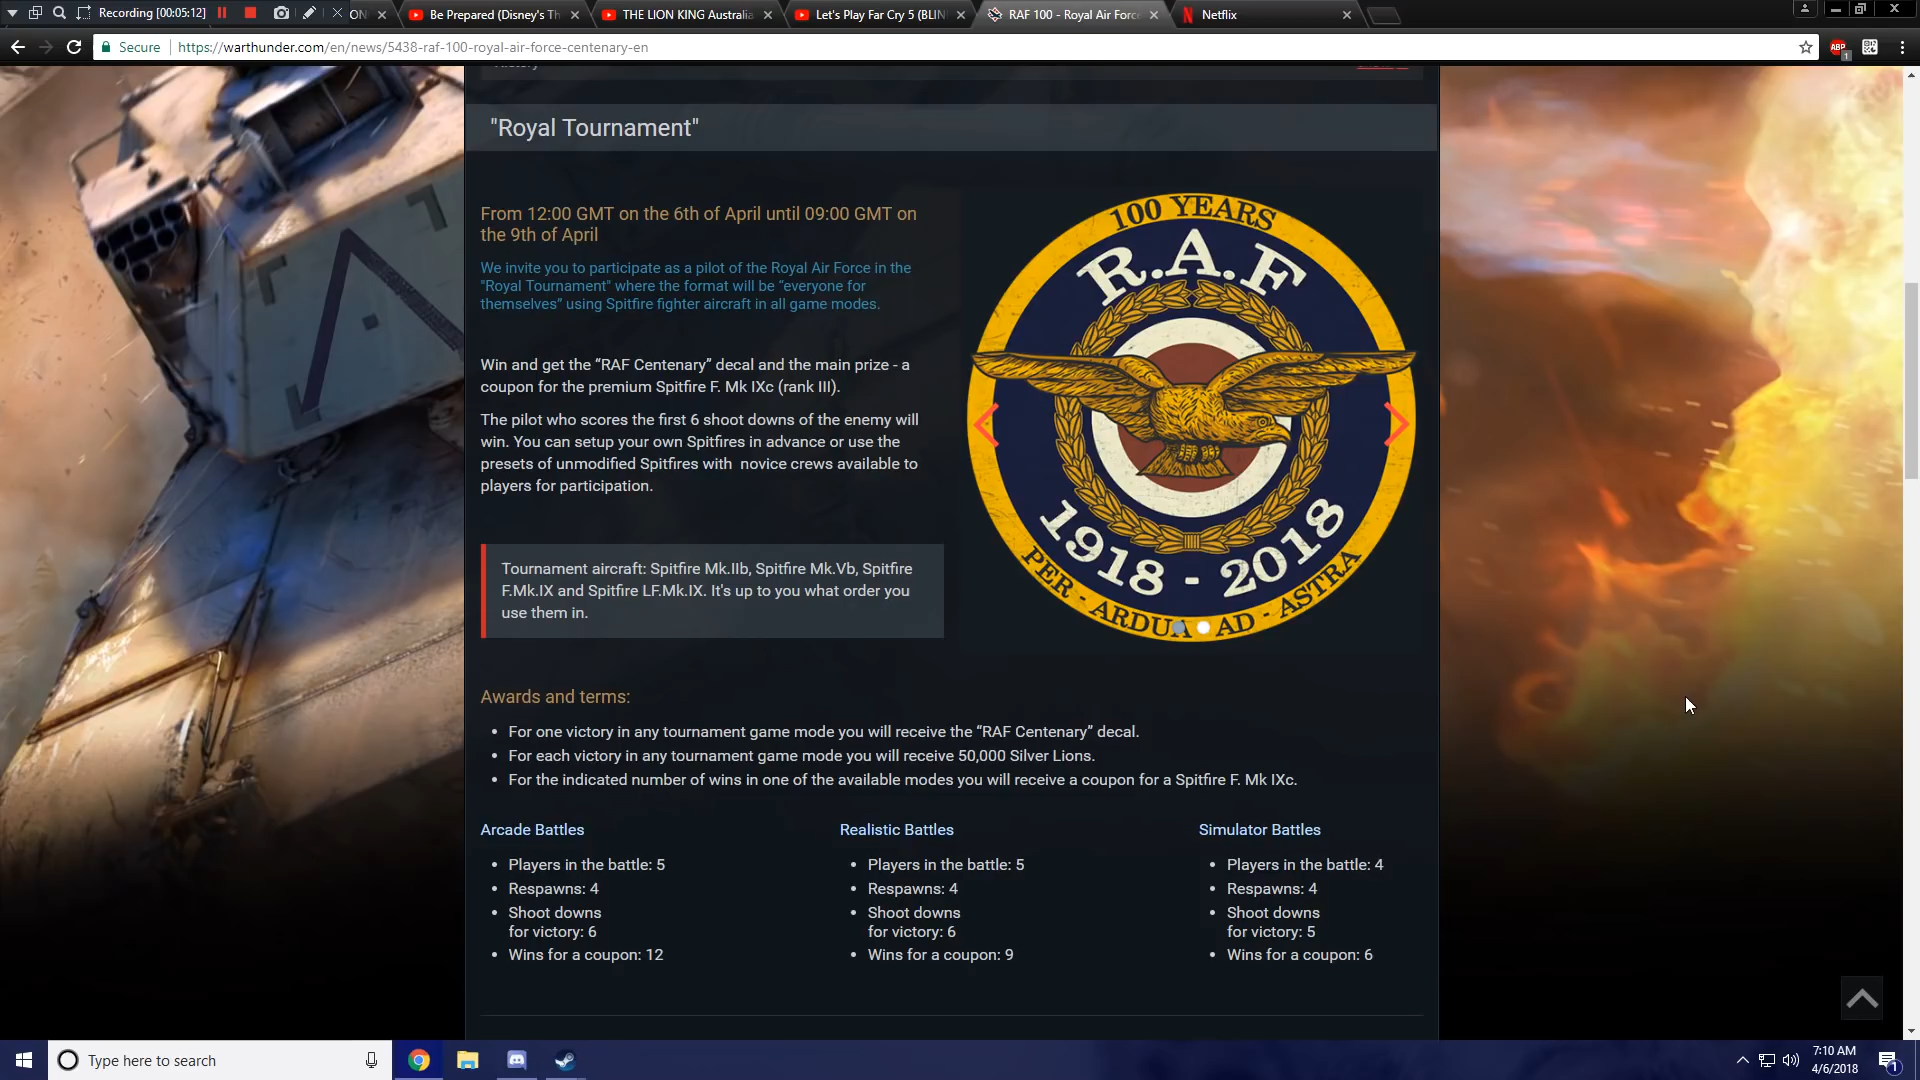 Recording [00:05:12]
ON
Be Prepared (Disney's Th
THE LION KING Australia
Let's Play Far Cry 5 (BLIN
RAF 100 - Royal Air Force
Netflix
Secure
https://warthunder.com/en/news/5438-raf-100-royal-air-force-centenary-en
ABP
1
"Royal Tournament"
From 12:00 GMT on the 6th of April until 09:00 GMT on
the 9th of April
We invite you to participate as a pilot of the Royal Air Force in the
"Royal Tournament" where the format will be “everyone for
themselves” using Spitfire fighter aircraft in all game modes.
Win and get the “RAF Centenary” decal and the main prize - a
coupon for the premium Spitfire F. Mk IXc (rank III).
The pilot who scores the first 6 shoot downs of the enemy will
win. You can setup your own Spitfires in advance or use the
presets of unmodified Spitfires with novice crews available to
players for participation.
Tournament aircraft: Spitfire Mk.IIb, Spitfire Mk.Vb, Spitfire
F.Mk.IX and Spitfire LF.Mk.IX. It's up to you what order you
use them in.
100 YEARS
R.A.F
1918 - 2018
PER - ARDUA - AD - ASTRA
Awards and terms:
• For one victory in any tournament game mode you will receive the “RAF Centenary” decal.
• For each victory in any tournament game mode you will receive 50,000 Silver Lions.
• For the indicated number of wins in one of the available modes you will receive a coupon for a Spitfire F. Mk IXc.
Arcade Battles
• Players in the battle: 5
• Respawns: 4
• Shoot downs
for victory: 6
• Wins for a coupon: 12
Realistic Battles
• Players in the battle: 5
• Respawns: 4
• Shoot downs
for victory: 6
• Wins for a coupon: 9
Simulator Battles
• Players in the battle: 4
• Respawns: 4
• Shoot downs
for victory: 5
• Wins for a coupon: 6
Type here to search
7:10 AM
4/6/2018
1